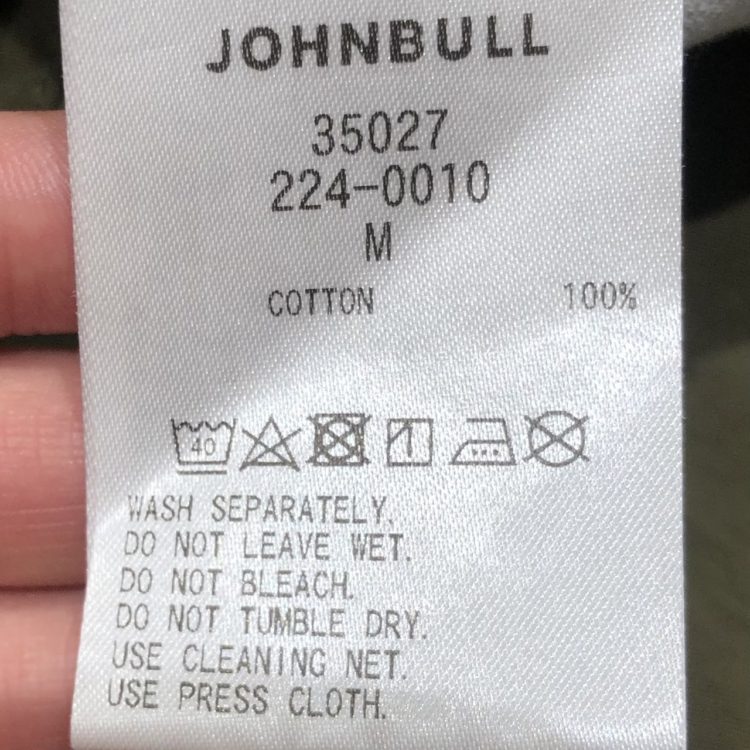 JOHNBULL
35027
224-0010
M
COTTON 100%
40
WASH SEPARATELY.
DO NOT LEAVE WET.
DO NOT BLEACH.
DO NOT TUMBLE DRY.
USE CLEANING NET.
USE PRESS CLOTH.